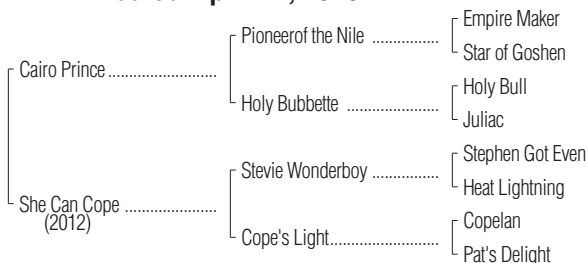 Empire Maker
Pioneerof the Nile ................
Star of Goshen
Cairo Prince ..........................
Holy Bull
Holy Bubbette ......................
Juliac
Stephen Got Even
Stevie Wonderboy ................
Heat Lightning
She Can Cope ......................
(2012)
Copelan
Cope's Light..........................
Pat's Delight